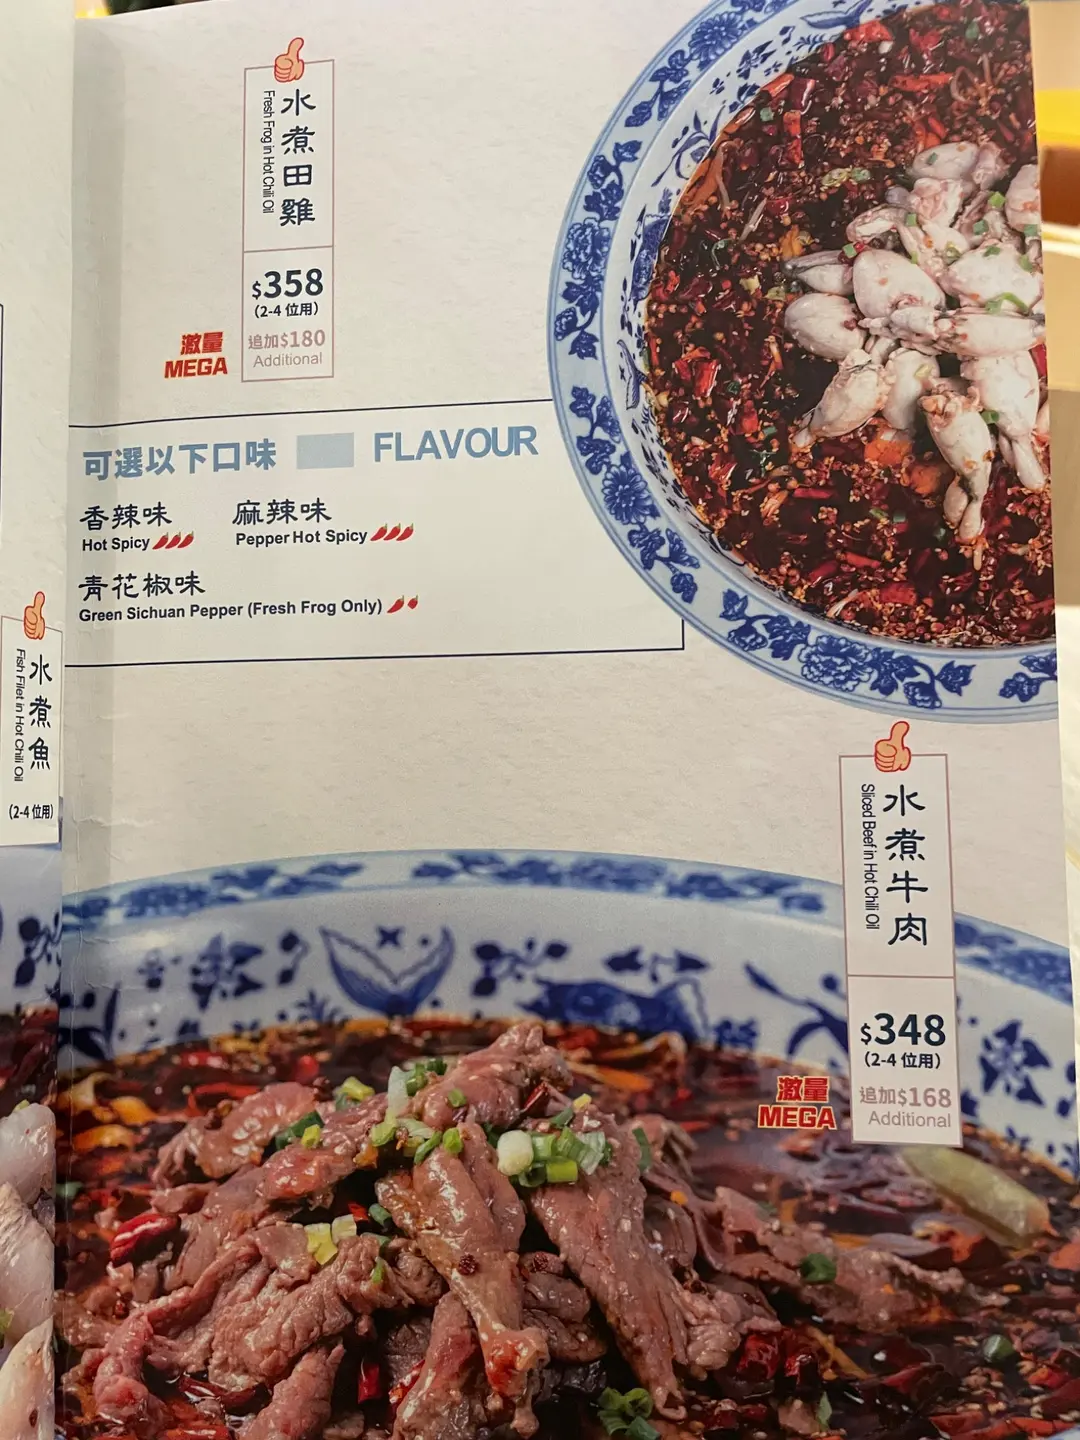 水煮田雞
Fresh Frog in Hot Chili Oil
$358
(2-4 位用)
激量
MEGA
追加$180
Additional
可選以下口味 FLAVOUR
香辣味 麻辣味
Hot Spicy Pepper Hot Spicy
青花椒味
Green Sichuan Pepper (Fresh Frog Only)
水煮魚
Fish Filet in Hot Chili Oil
(2-4 位用)
水煮牛肉
Sliced Beef in Hot Chili Oil
$348
(2-4 位用)
激量
MEGA
追加$168
Additional